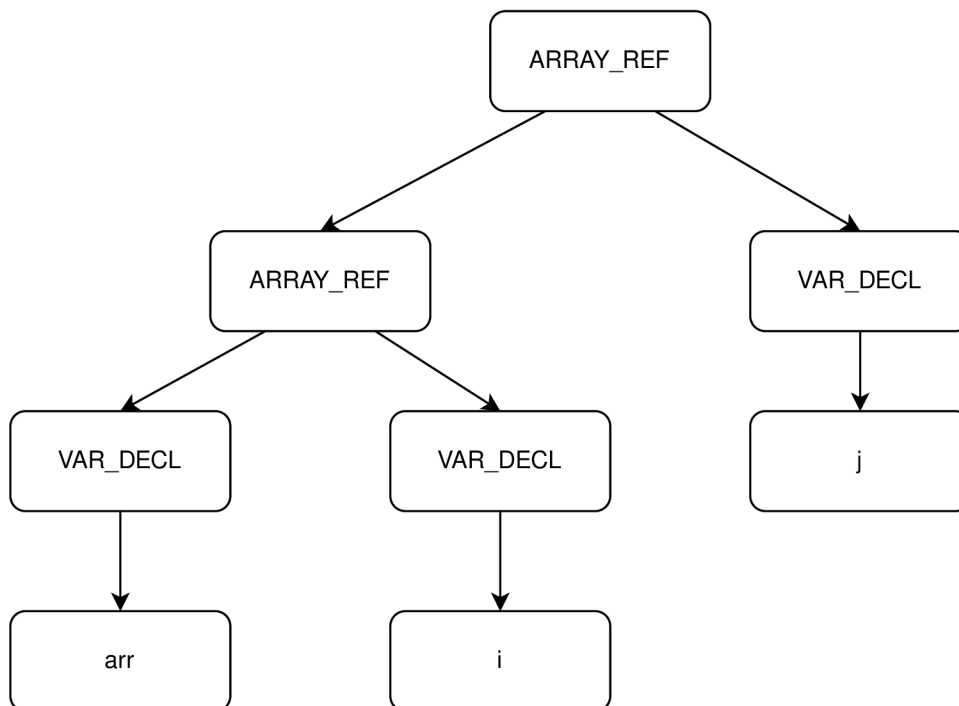 ARRAY_REF
ARRAY_REF
VAR_DECL
VAR_DECL
VAR_DECL
j
arr
i